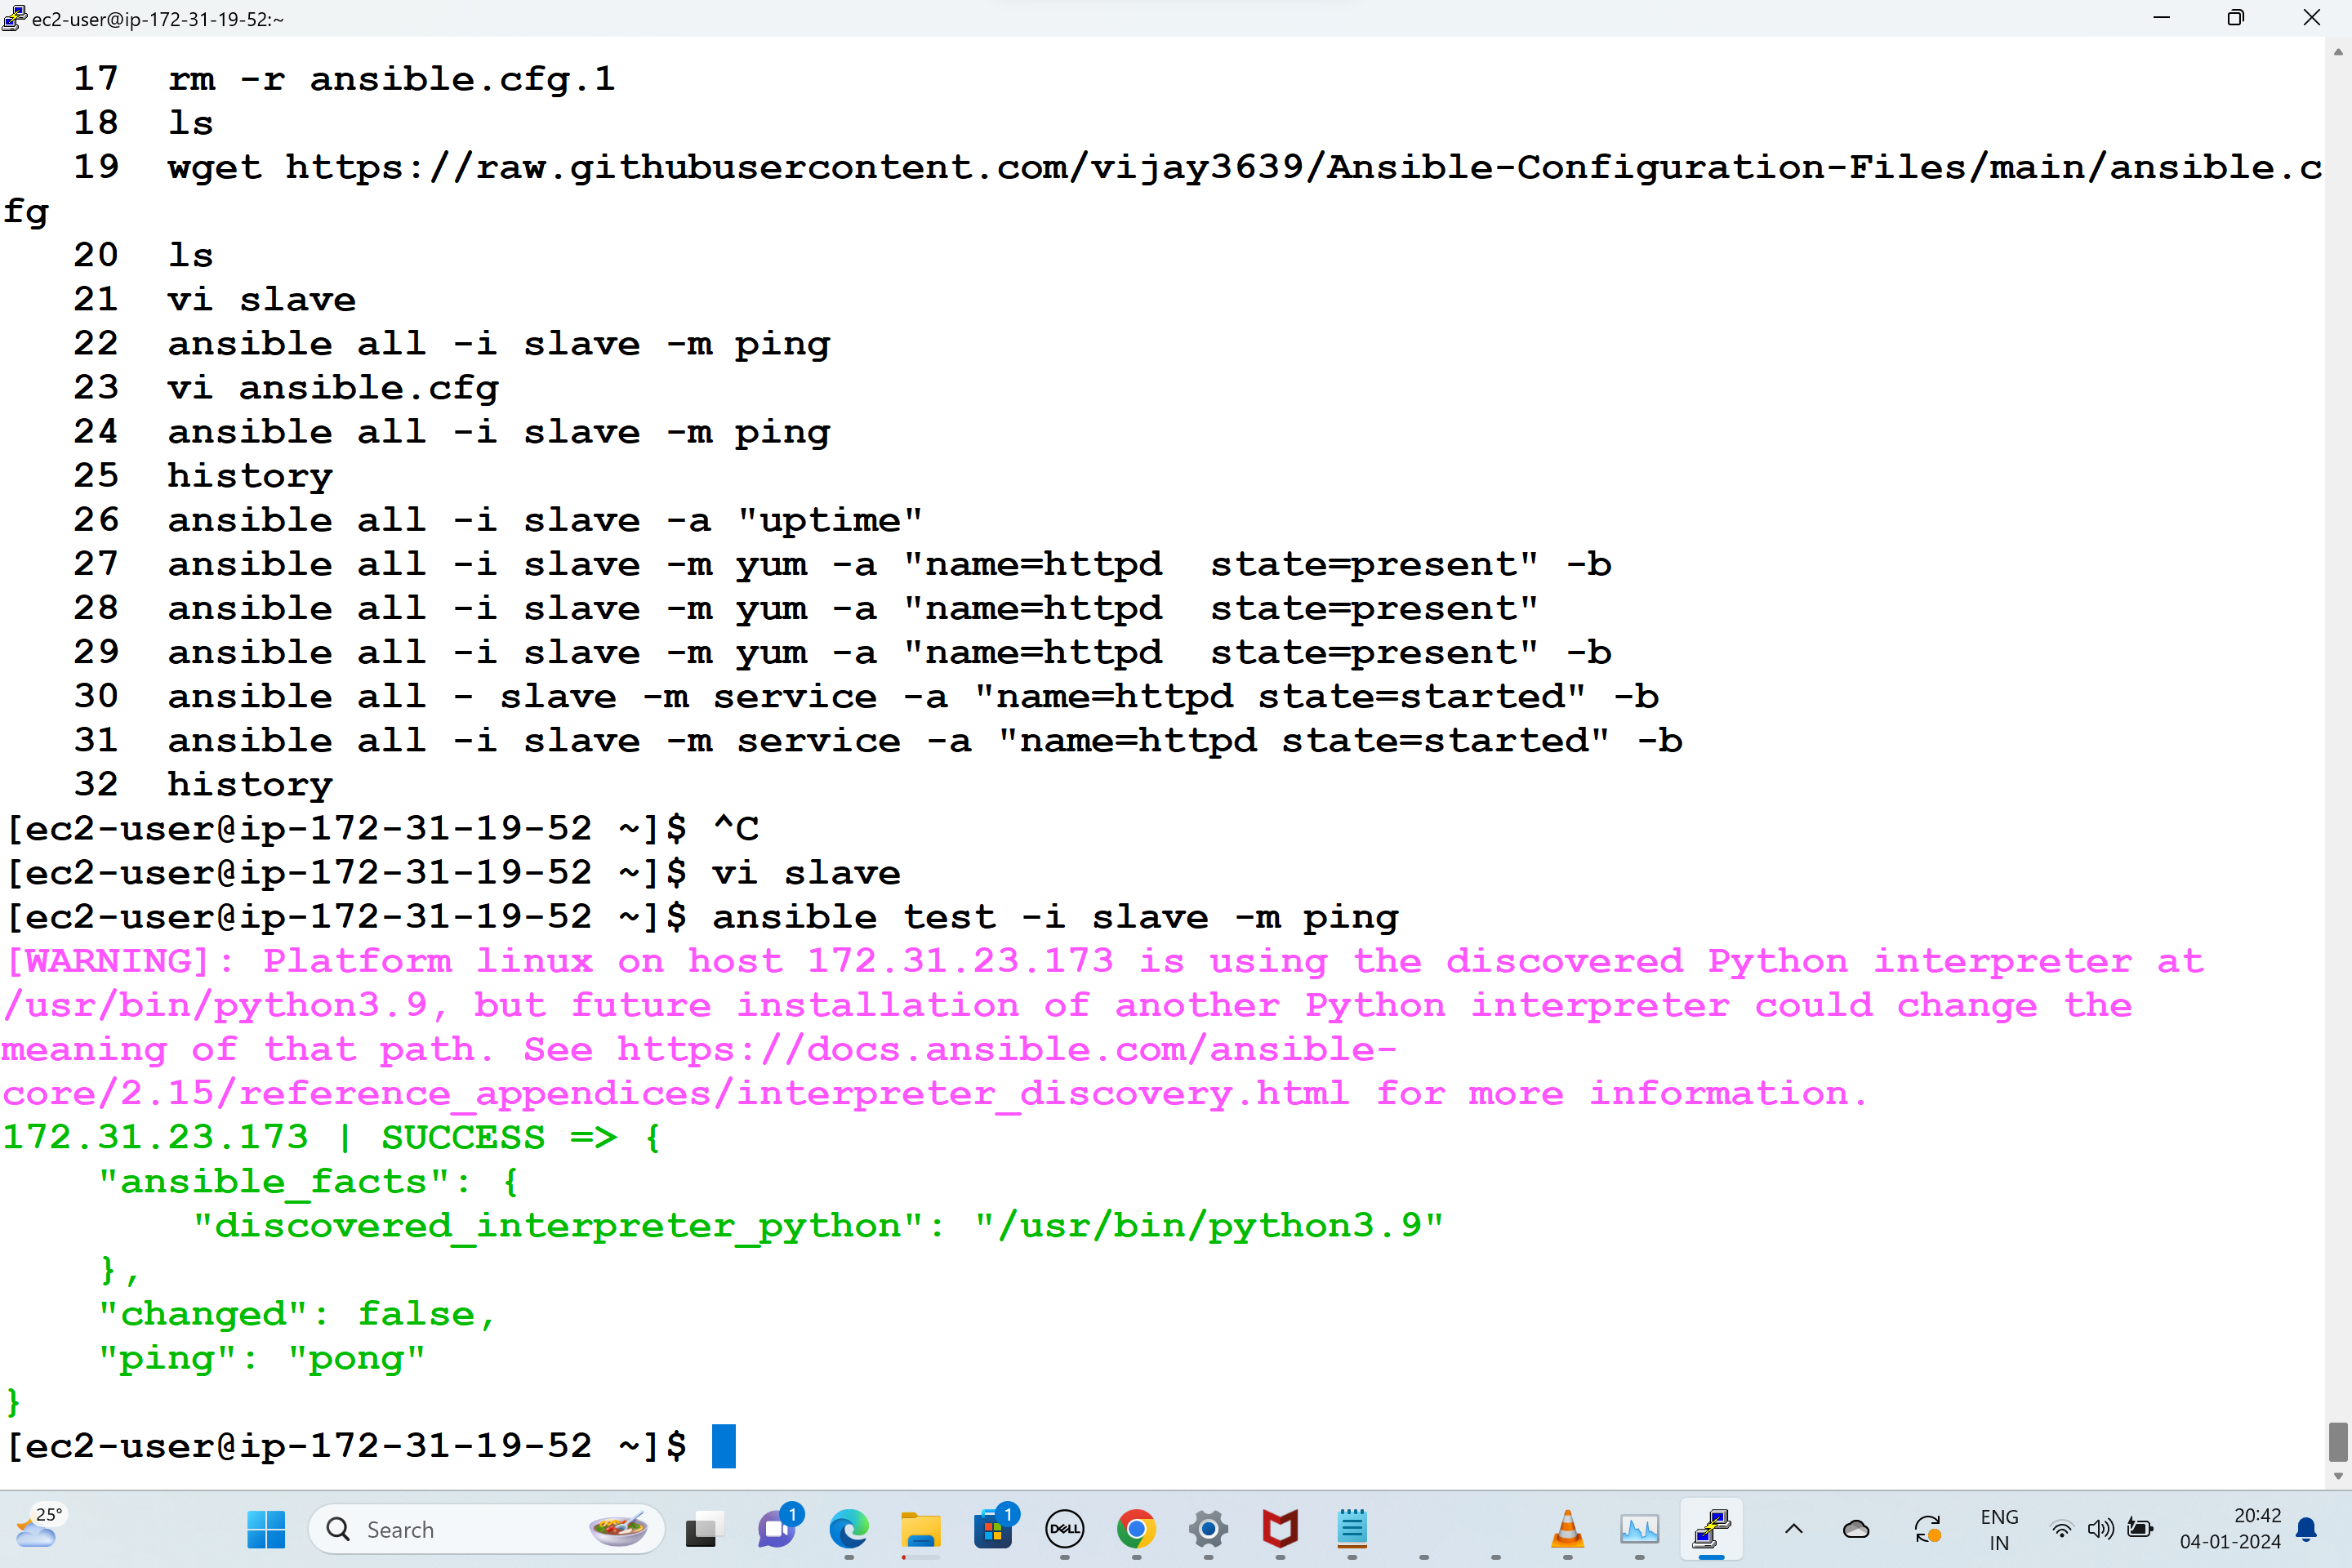 ec2-user@ip-172-31-19-52:~
17 rm -r ansible.cfg.1
18 ls
19 wget https://raw.githubusercontent.com/vijay3639/Ansible-Configuration-Files/main/ansible.c
fg
20 ls
21 vi slave
22 ansible all -i slave -m ping
23 vi ansible.cfg
24 ansible all -i slave -m ping
25 history
26 ansible all -i slave -a "uptime"
27 ansible all -i slave -m yum -a "name=httpd  state=present" -b
28 ansible all -i slave -m yum -a "name=httpd  state=present"
29 ansible all -i slave -m yum -a "name=httpd  state=present" -b
30 ansible all - slave -m service -a "name=httpd state=started" -b
31 ansible all -i slave -m service -a "name=httpd state=started" -b
32 history
[ec2-user@ip-172-31-19-52 ~]$ ^C
[ec2-user@ip-172-31-19-52 ~]$ vi slave
[ec2-user@ip-172-31-19-52 ~]$ ansible test -i slave -m ping
[WARNING]: Platform linux on host 172.31.23.173 is using the discovered Python interpreter at
/usr/bin/python3.9, but future installation of another Python interpreter could change the
meaning of that path. See https://docs.ansible.com/ansible-
core/2.15/reference_appendices/interpreter_discovery.html for more information.
172.31.23.173 | SUCCESS => {
    "ansible_facts": {
        "discovered_interpreter_python": "/usr/bin/python3.9"
    },
    "changed": false,
    "ping": "pong"
}
[ec2-user@ip-172-31-19-52 ~]$
25°
Search
1
1
DELL
ENG
IN
20:42
04-01-2024